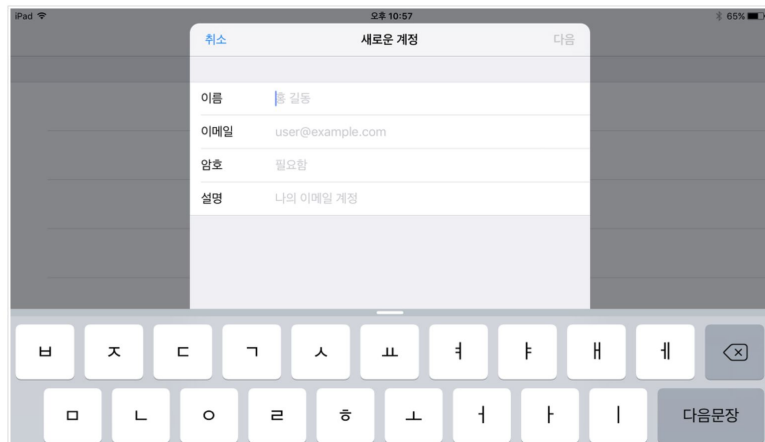 iPad 오후 10:57 65%
취소 새로운 계정 다음
이름 홍 길동
이메일 user@example.com
암호 필요함
설명 나의 이메일 계정
ㅂ ㅈ ㄷ ㄱ ㅅ ㅛ ㅕ ㅑ ㅐ ㅔ
ㅁ ㄴ ㅇ ㄹ ㅎ ㅗ ㅓ ㅏ ㅣ 다음문장